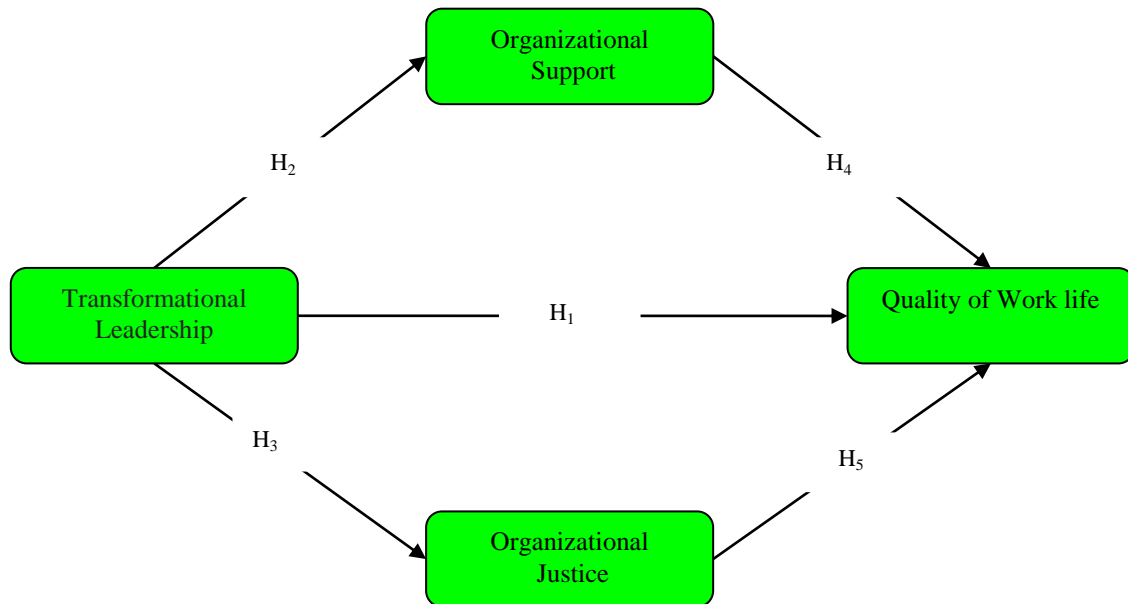 Organizational
Support
H₂
H₄
Transformational
Leadership
H₁
Quality of Work life
H₃
H₅
Organizational
Justice